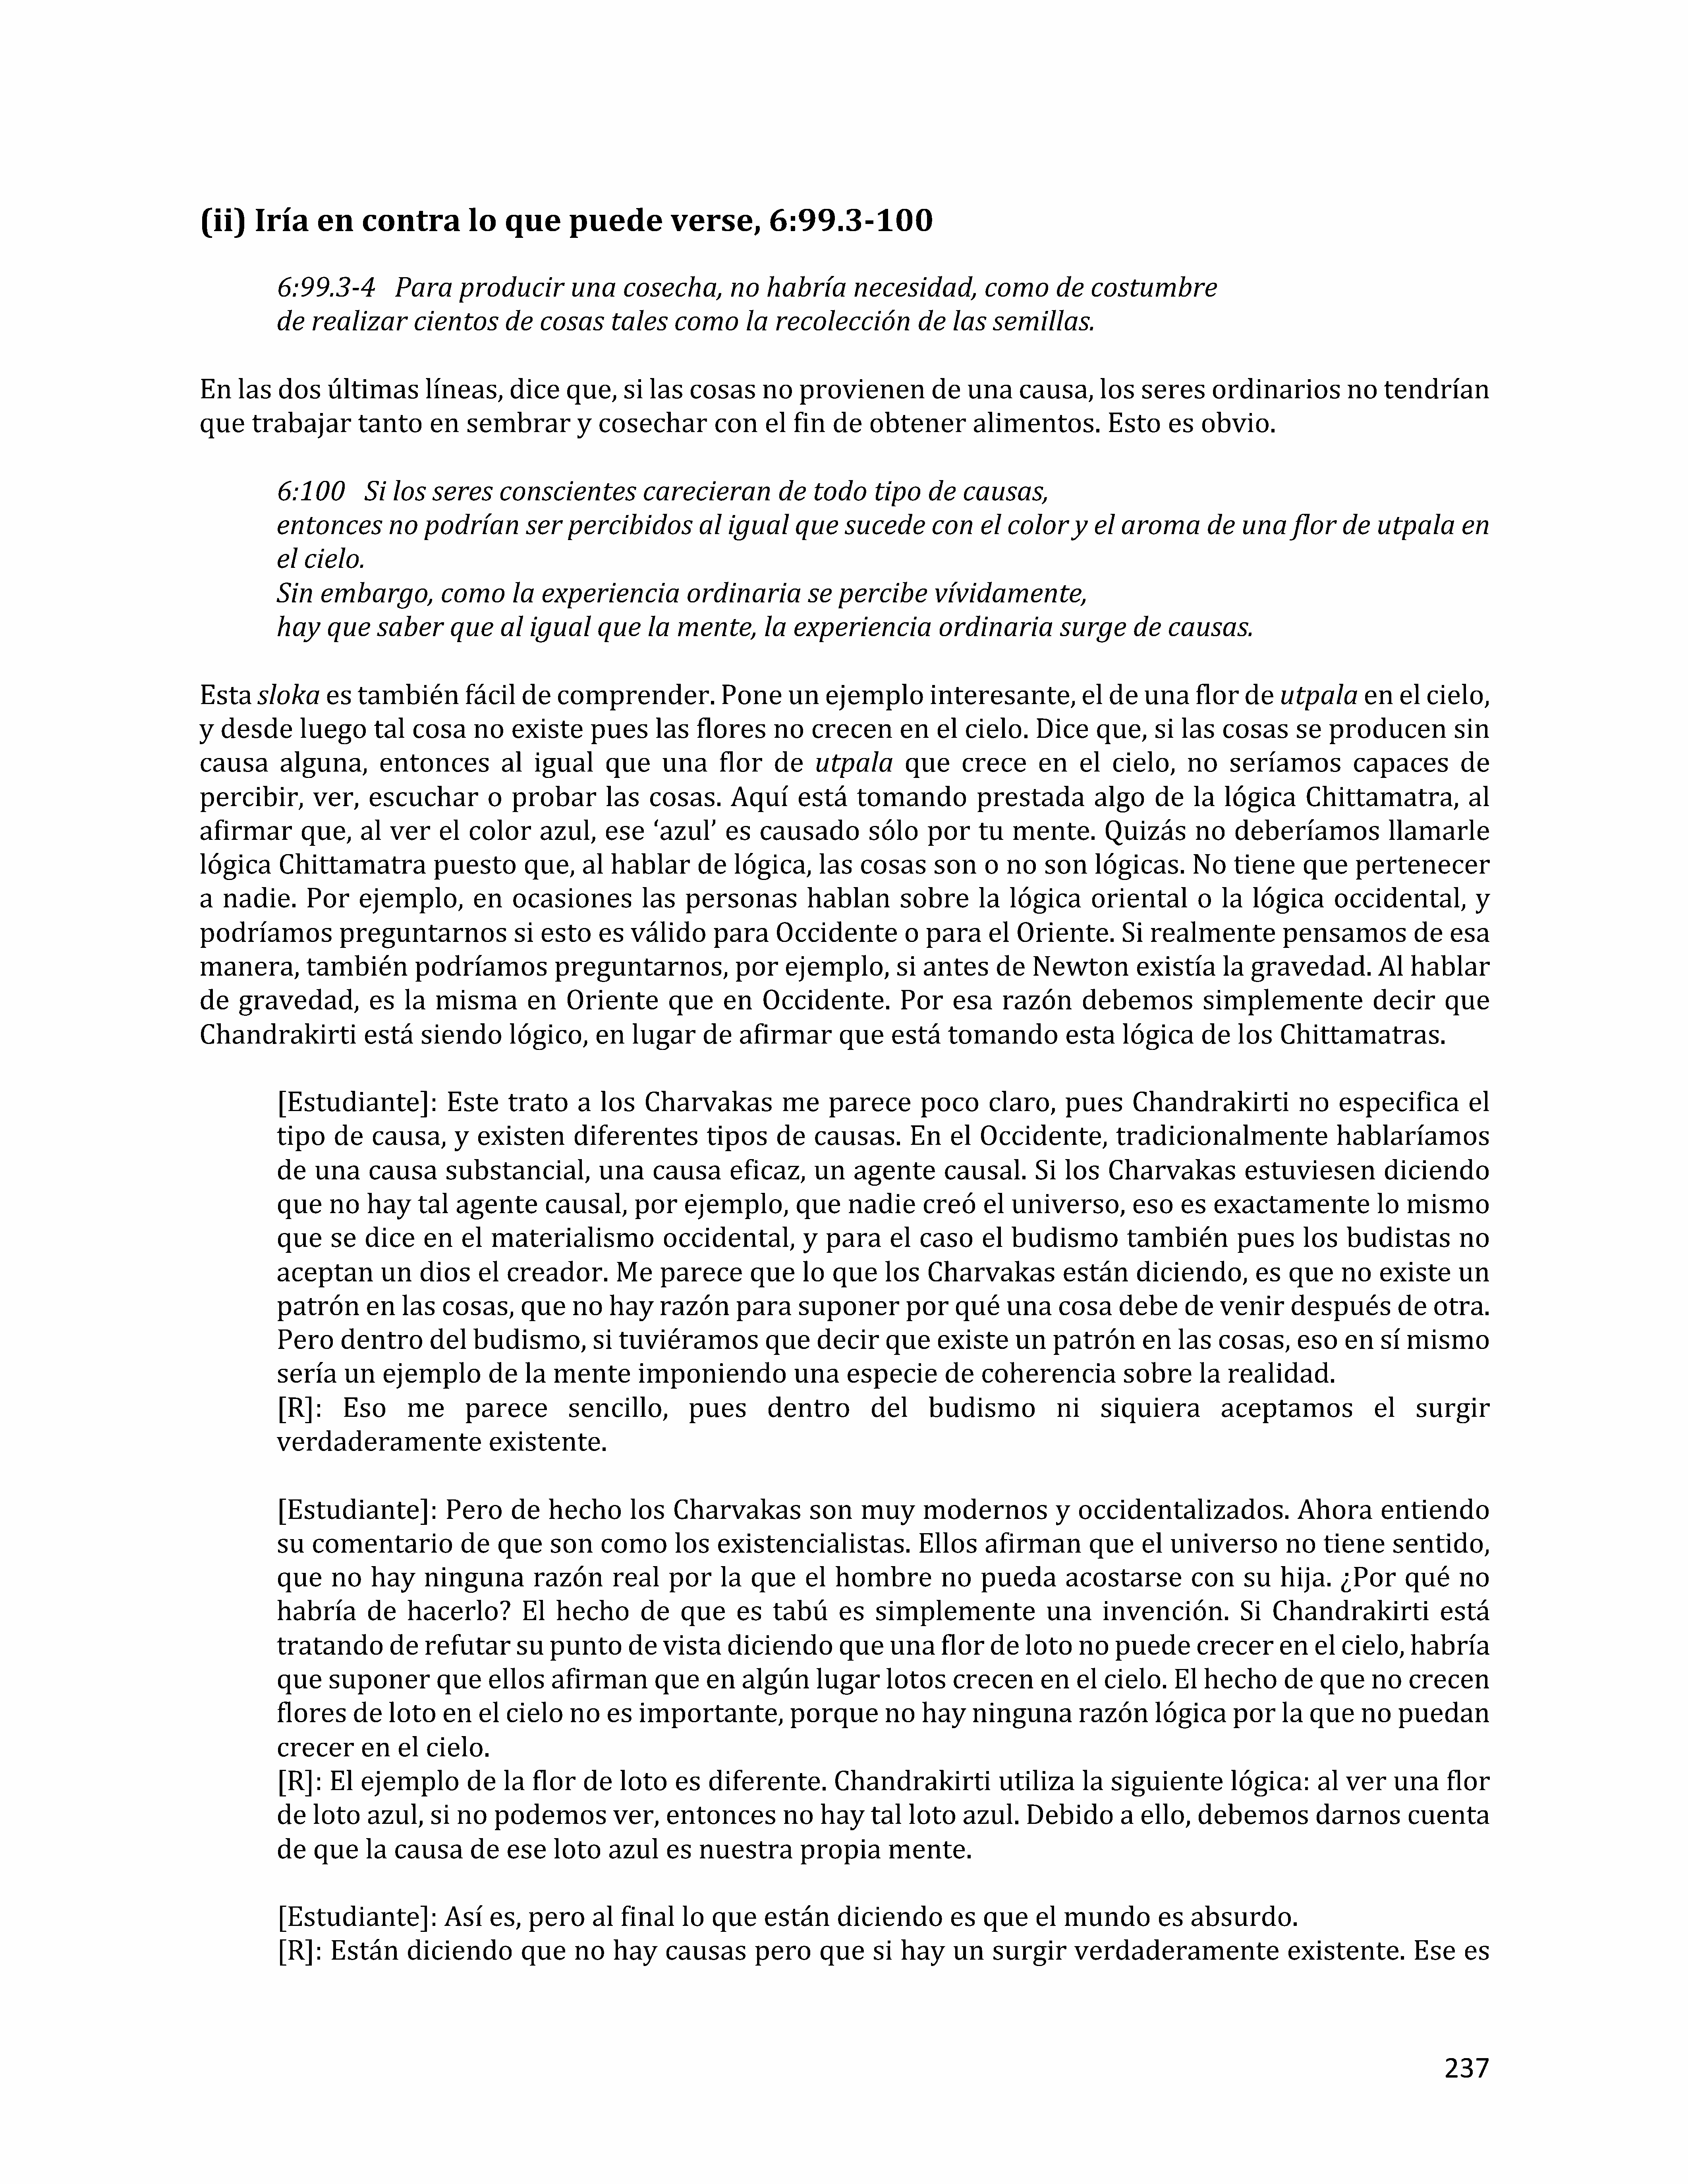 (ii) Iría en contra lo que puede verse, 6:99.3-100
6:99.3-4 Para producir una cosecha, no habría necesidad, como de costumbre
de realizar cientos de cosas tales como la recolección de las semillas.
En las dos últimas líneas, dice que, si las cosas no provienen de una causa, los seres ordinarios no tendrían
que trabajar tanto en sembrar y cosechar con el fin de obtener alimentos. Esto es obvio.
6:100 Si los seres conscientes carecieran de todo tipo de causas,
entonces no podrían ser percibidos al igual que sucede con el color y el aroma de una flor de utpala en
el cielo.
Sin embargo, como la experiencia ordinaria se percibe vívidamente,
hay que saber que al igual que la mente, la experiencia ordinaria surge de causas.
Esta sloka es también fácil de comprender. Pone un ejemplo interesante, el de una flor de utpala en el cielo,
y desde luego tal cosa no existe pues las flores no crecen en el cielo. Dice que, si las cosas se producen sin
causa alguna, entonces al igual que una flor de utpala que crece en el cielo, no seríamos capaces de
percibir, ver, escuchar o probar las cosas. Aquí está tomando prestada algo de la lógica Chittamatra, al
afirmar que, al ver el color azul, ese ‘azul’ es causado sólo por tu mente. Quizás no deberíamos llamarle
lógica Chittamatra puesto que, al hablar de lógica, las cosas son o no son lógicas. No tiene que pertenecer
a nadie. Por ejemplo, en ocasiones las personas hablan sobre la lógica oriental o la lógica occidental, y
podríamos preguntarnos si esto es válido para Occidente o para el Oriente. Si realmente pensamos de esa
manera, también podríamos preguntarnos, por ejemplo, si antes de Newton existía la gravedad. Al hablar
de gravedad, es la misma en Oriente que en Occidente. Por esa razón debemos simplemente decir que
Chandrakirti está siendo lógico, en lugar de afirmar que está tomando esta lógica de los Chittamatras.
[Estudiante]: Este trato a los Charvakas me parece poco claro, pues Chandrakirti no especifica el
tipo de causa, y existen diferentes tipos de causas. En el Occidente, tradicionalmente hablaríamos
de una causa substancial, una causa eficaz, un agente causal. Si los Charvakas estuviesen diciendo
que no hay tal agente causal, por ejemplo, que nadie creó el universo, eso es exactamente lo mismo
que se dice en el materialismo occidental, y para el caso el budismo también pues los budistas no
aceptan un dios el creador. Me parece que lo que los Charvakas están diciendo, es que no existe un
patrón en las cosas, que no hay razón para suponer por qué una cosa debe de venir después de otra.
Pero dentro del budismo, si tuviéramos que decir que existe un patrón en las cosas, eso en sí mismo
sería un ejemplo de la mente imponiendo una especie de coherencia sobre la realidad.
[R]: Eso me parece sencillo, pues dentro del budismo ni siquiera aceptamos el surgir
verdaderamente existente.
[Estudiante]: Pero de hecho los Charvakas son muy modernos y occidentalizados. Ahora entiendo
su comentario de que son como los existencialistas. Ellos afirman que el universo no tiene sentido,
que no hay ninguna razón real por la que el hombre no pueda acostarse con su hija. ¿Por qué no
habría de hacerlo? El hecho de que es tabú es simplemente una invención. Si Chandrakirti está
tratando de refutar su punto de vista diciendo que una flor de loto no puede crecer en el cielo, habría
que suponer que ellos afirman que en algún lugar lotos crecen en el cielo. El hecho de que no crecen
flores de loto en el cielo no es importante, porque no hay ninguna razón lógica por la que no puedan
crecer en el cielo.
[R]: El ejemplo de la flor de loto es diferente. Chandrakirti utiliza la siguiente lógica: al ver una flor
de loto azul, si no podemos ver, entonces no hay tal loto azul. Debido a ello, debemos darnos cuenta
de que la causa de ese loto azul es nuestra propia mente.
[Estudiante]: Así es, pero al final lo que están diciendo es que el mundo es absurdo.
[R]: Están diciendo que no hay causas pero que si hay un surgir verdaderamente existente. Ese es
237